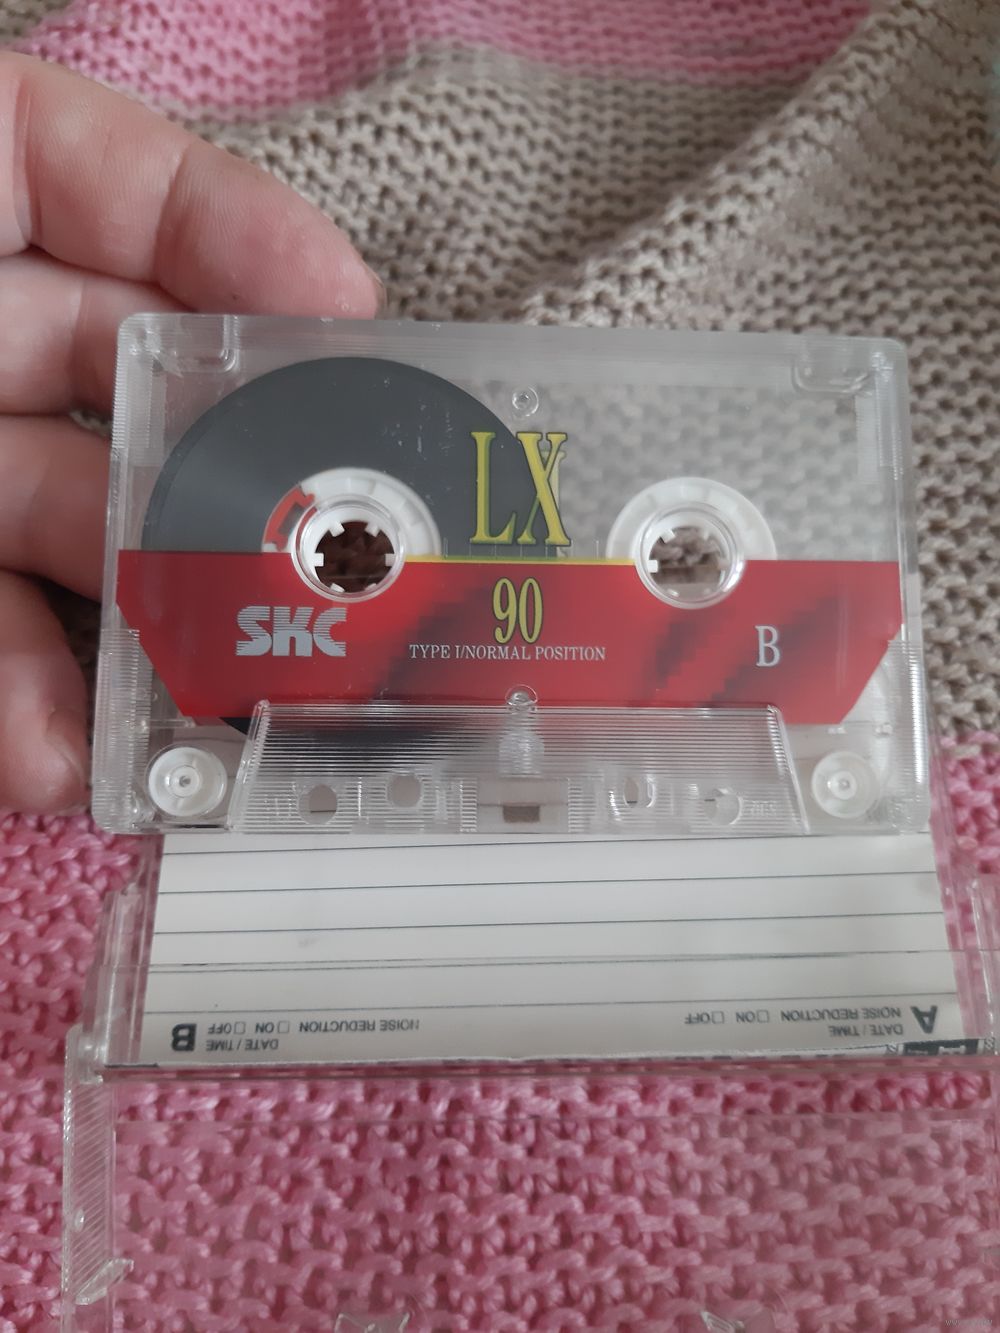 LX
90
SKC
TYPE I/NORMAL POSITION
B
A
DATE / TIME
NOISE REDUCTION □ ON □ OFF
B
DATE / TIME
NOISE REDUCTION □ ON □ OFF